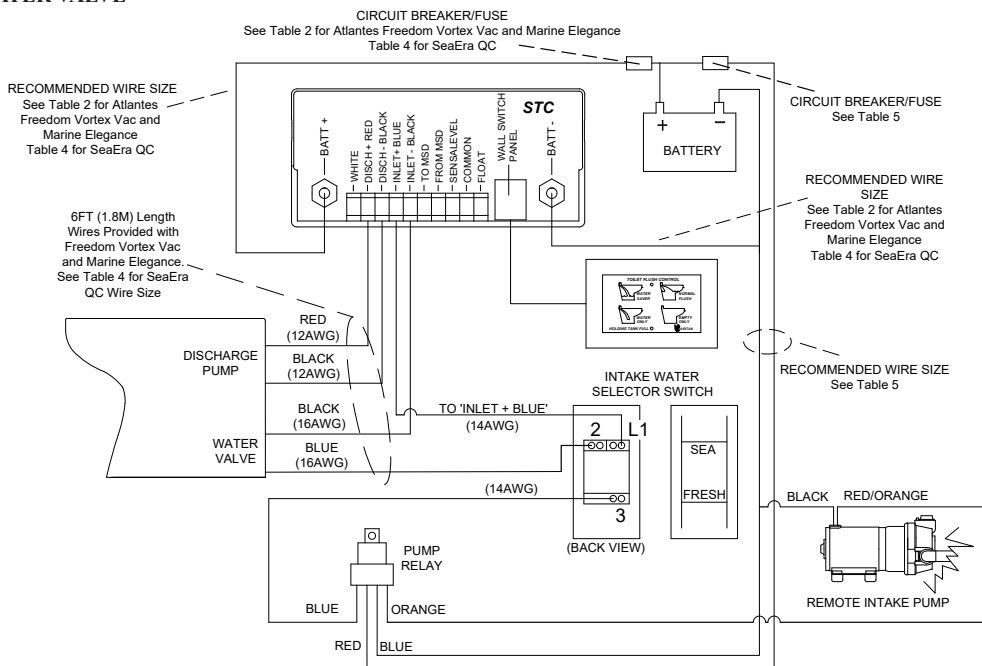 CIRCUIT BREAKER/FUSE
See Table 2 for Atlantes Freedom Vortex Vac and Marine Elegance
Table 4 for SeaEra QC
RECOMMENDED WIRE SIZE
See Table 2 for Atlantes
Freedom Vortex Vac and
Marine Elegance
Table 4 for SeaEra QC
STC
BATT +
WHITE
DISCH + RED
DISCH - BLACK
INLET+ BLUE
INLET - BLACK
TO MSD
FROM MSD
SENSALEVEL
COMMON
FLOAT
WALL SWITCH
PANEL
BATT -
+
−
BATTERY
CIRCUIT BREAKER/FUSE
See Table 5
RECOMMENDED WIRE
SIZE
See Table 2 for Atlantes
Freedom Vortex Vac and
Marine Elegance
Table 4 for SeaEra QC
6FT (1.8M) Length
Wires Provided with
Freedom Vortex Vac
and Marine Elegance.
See Table 4 for SeaEra
QC Wire Size
TOILET FLUSH CONTROL
WATER
SAVER
NORMAL
FLUSH
WATER
ONLY
EMPTY
ONLY
HOLDING TANK FULL
RED
(12AWG)
DISCHARGE
PUMP
BLACK
(12AWG)
BLACK
(16AWG)
WATER
VALVE
BLUE
(16AWG)
RECOMMENDED WIRE SIZE
See Table 5
INTAKE WATER
SELECTOR SWITCH
TO 'INLET + BLUE'
(14AWG)
2
L1
SEA
FRESH
(14AWG)
3
(BACK VIEW)
BLACK
RED/ORANGE
PUMP
RELAY
REMOTE INTAKE PUMP
BLUE
ORANGE
RED
BLUE